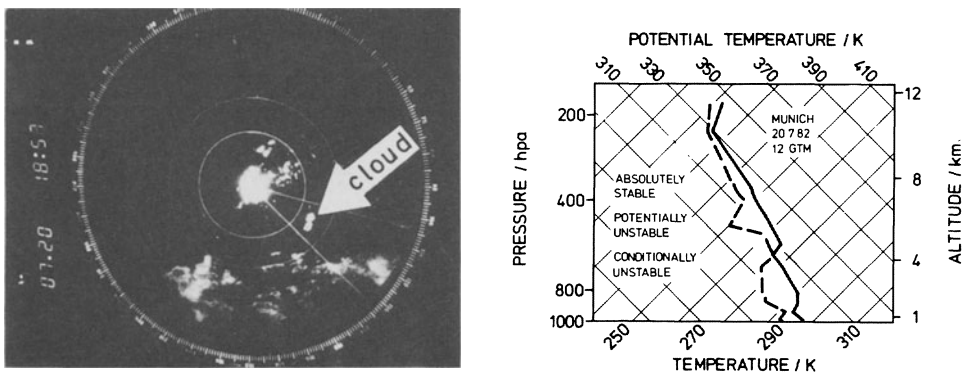 07.20 18:57
cloud
POTENTIAL TEMPERATURE / K
310 330 350 370 390 410
PRESSURE / hpa
200
400
800
1000
MUNICH
20 7 82
12 GTM
ABSOLUTELY
STABLE
POTENTIALLY
UNSTABLE
CONDITIONALLY
UNSTABLE
12
8
4
1
ALTITUDE / km.
250 270 290 310
TEMPERATURE / K